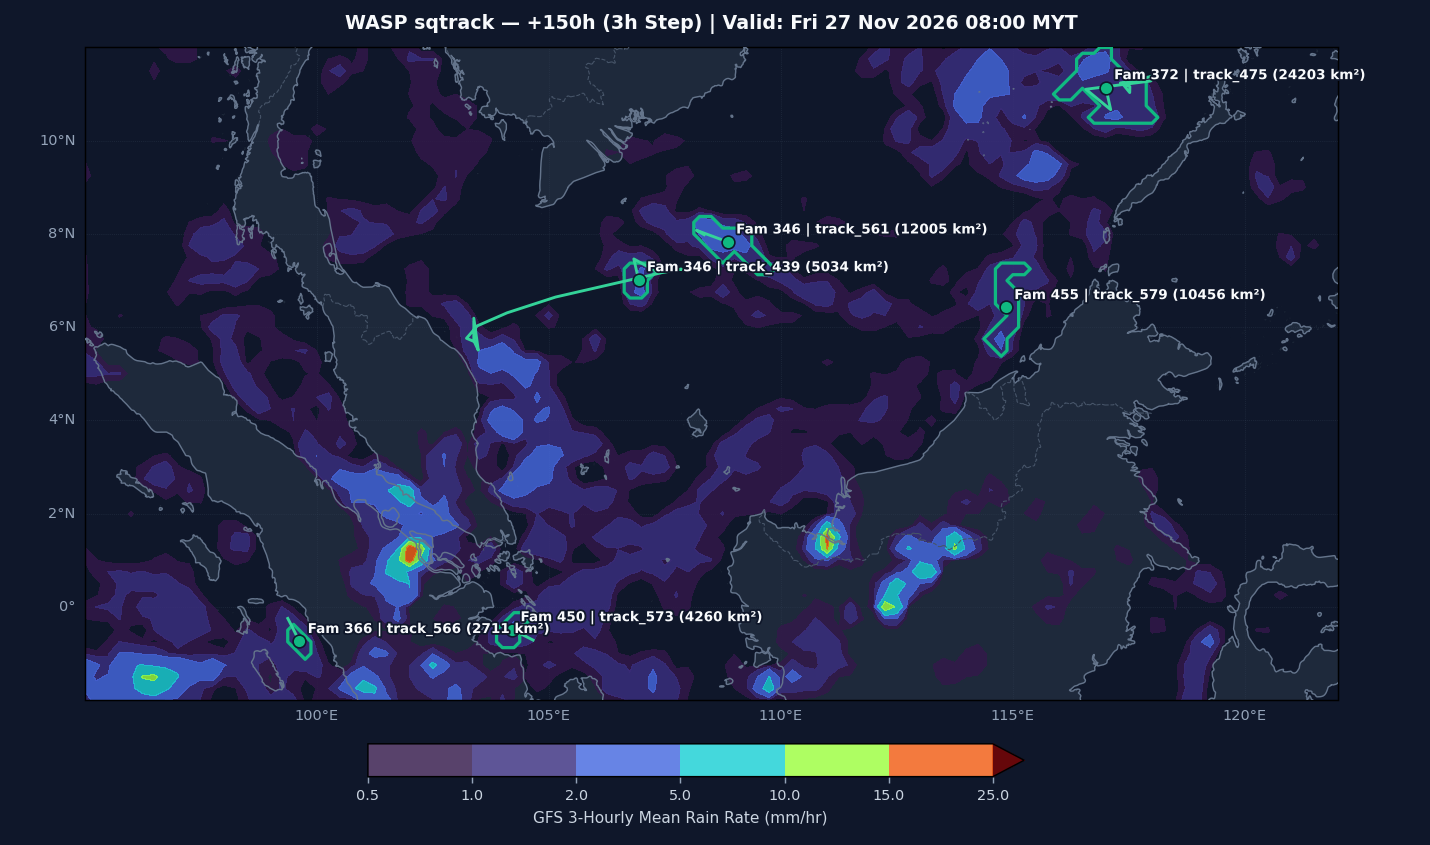 WASP sqtrack — +150h (3h Step) | Valid: Fri 27 Nov 2026 08:00 MYT
Fam 372 | track_475 (24203 km²)
10°N
Fam 346 | track_561 (12005 km²)
8°N
Fam 346 | track_439 (5034 km²)
Fam 455 | track_579 (10456 km²)
6°N
4°N
2°N
0°
Fam 450 | track_573 (4260 km²)
Fam 366 | track_566 (2711 km²)
100°E 105°E 110°E 115°E 120°E
0.5 1.0 2.0 5.0 10.0 15.0 25.0
GFS 3-Hourly Mean Rain Rate (mm/hr)